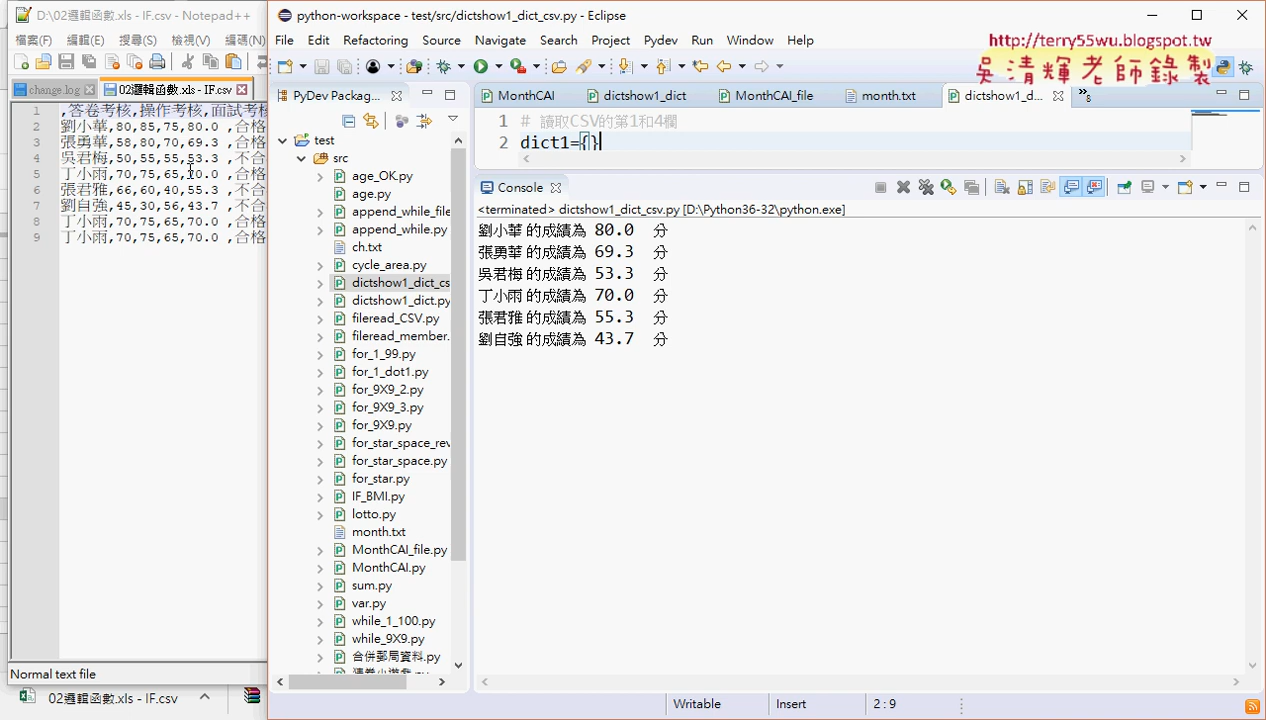 D:\02邏輯函數.xls - IF.csv - Notepad++
檔案(F) 編輯(E) 搜尋(S) 檢視(V) 編碼(N)
change.log 02邏輯函數.xls - IF.csv
1 ,答卷考核,操作考核,面試考核
2 劉小華,80,85,75,80.0 ,合格
3 張勇華,58,80,70,69.3 ,合格
4 吳君梅,50,55,55,53.3 ,不合
5 丁小雨,70,75,65,70.0 ,合格
6 張君雅,66,60,40,55.3 ,不合
7 劉自強,45,30,56,43.7 ,不合
8 丁小雨,70,75,65,70.0 ,合格
9 丁小雨,70,75,65,70.0 ,合格
Normal text file
02邏輯函數.xls - IF.csv
python-workspace - test/src/dictshow1_dict_csv.py - Eclipse
File Edit Refactoring Source Navigate Search Project Pydev Run Window Help
http://terry55wu.blogspot.tw
吳清輝老師錄製
PyDev Packag...
test
src
age_OK.py
age.py
append_while_file
append_while.py
ch.txt
cycle_area.py
dictshow1_dict_cs
dictshow1_dict.py
fileread_CSV.py
fileread_member.
for_1_99.py
for_1_dot1.py
for_9X9_2.py
for_9X9_3.py
for_9X9.py
for_star_space_rev
for_star_space.py
for_star.py
IF_BMI.py
lotto.py
month.txt
MonthCAI_file.py
MonthCAI.py
sum.py
var.py
while_1_100.py
while_9X9.py
合併郵局資料.py
MonthCAI dictshow1_dict MonthCAI_file month.txt dictshow1_d... »5
1 # 讀取CSV的第1和4欄
2 dict1={}
Console
<terminated> dictshow1_dict_csv.py [D:\Python36-32\python.exe]
劉小華 的成績為 80.0 分
張勇華 的成績為 69.3 分
吳君梅 的成績為 53.3 分
丁小雨 的成績為 70.0 分
張君雅 的成績為 55.3 分
劉自強 的成績為 43.7 分
Writable Insert 2 : 9